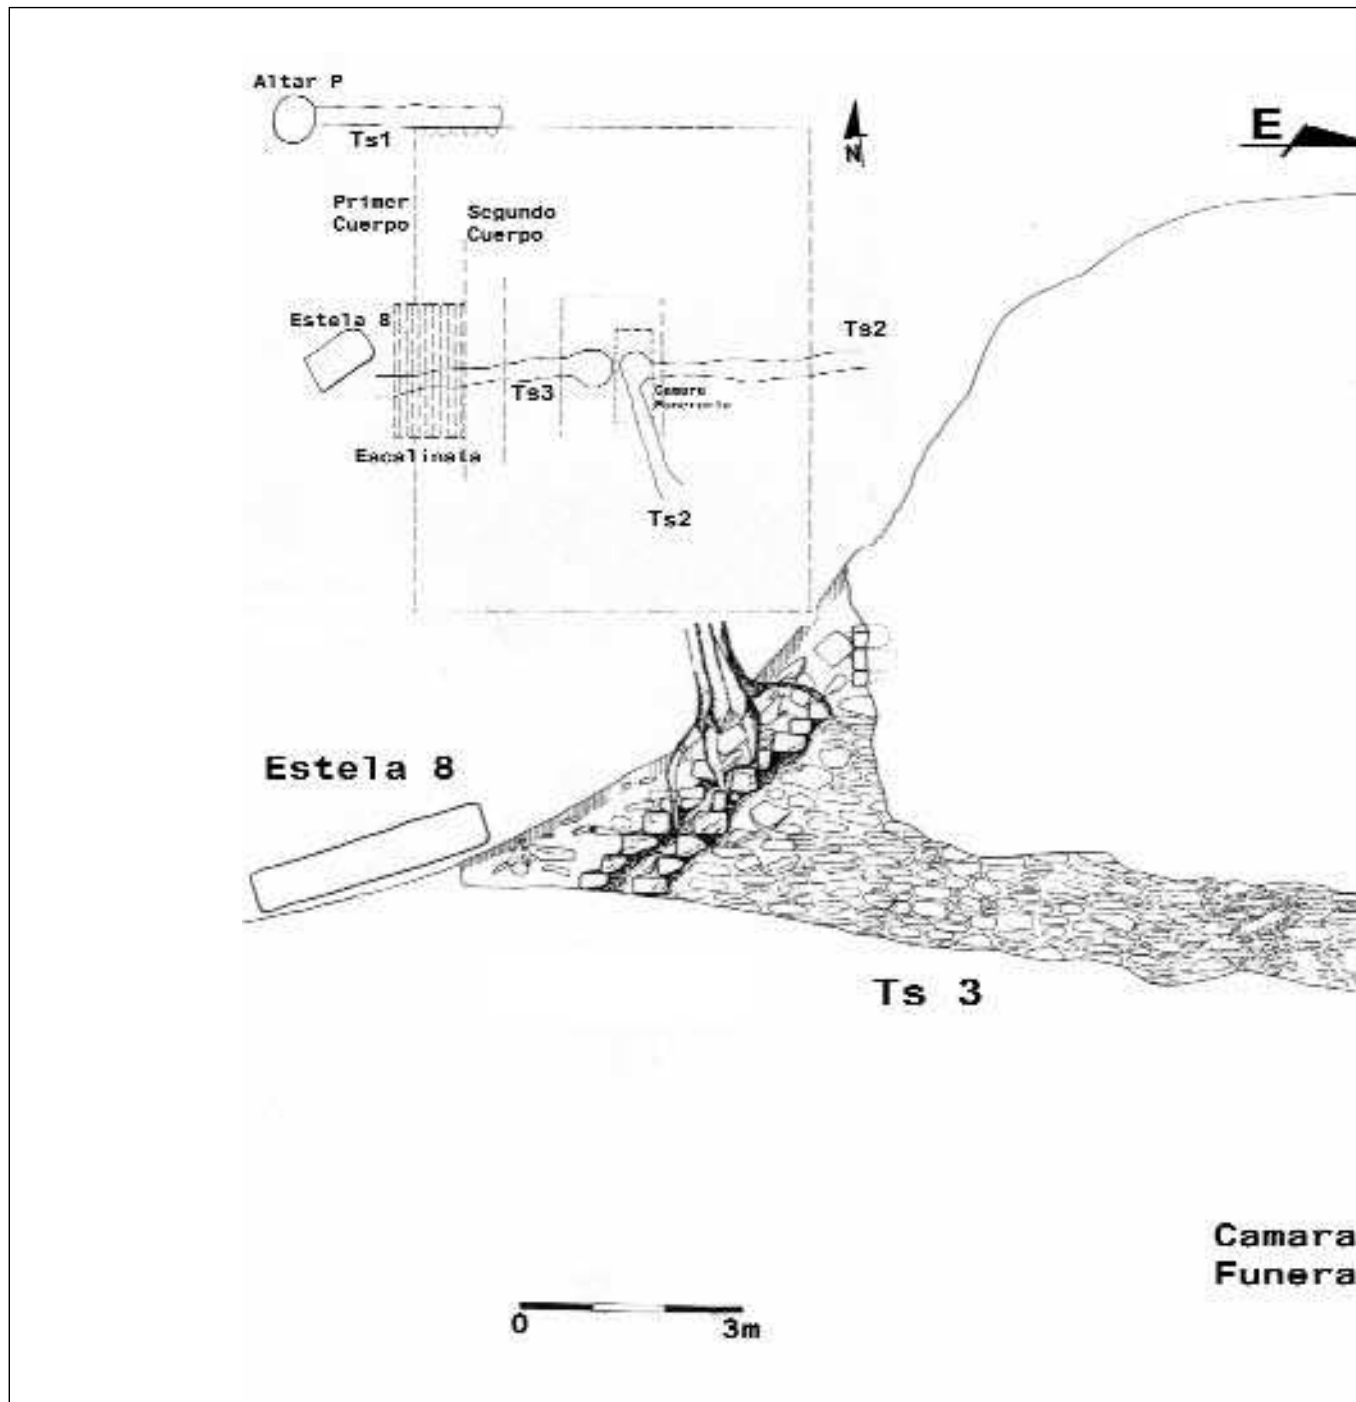 Altar P
Ts1
N
E
Primer
Cuerpo
Segundo
Cuerpo
Estela 8
Ts2
Ts3
Camara
Escalinata
Ts2
Estela 8
Ts 3
Camara
Funera
0 3m